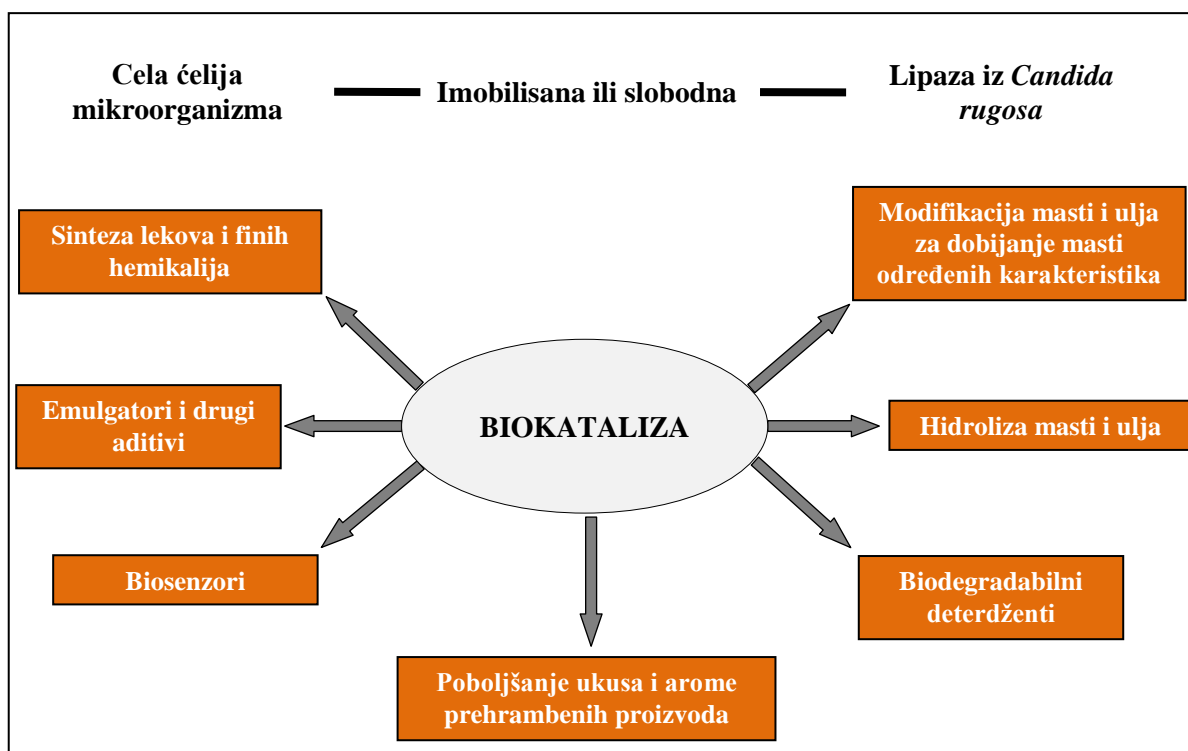 Cela ćelija
mikroorganizma
Imobilisana ili slobodna
Lipaza iz Candida
rugosa
Sinteza lekova i finih
hemikalija
Modifikacija masti i ulja
za dobijanje masti
određenih karakteristika
Emulgatori i drugi
aditivi
BIOKATALIZA
Hidroliza masti i ulja
Biosenzori
Biodegradabilni
deterdženti
Poboljšanje ukusa i arome
prehrambenih proizvoda